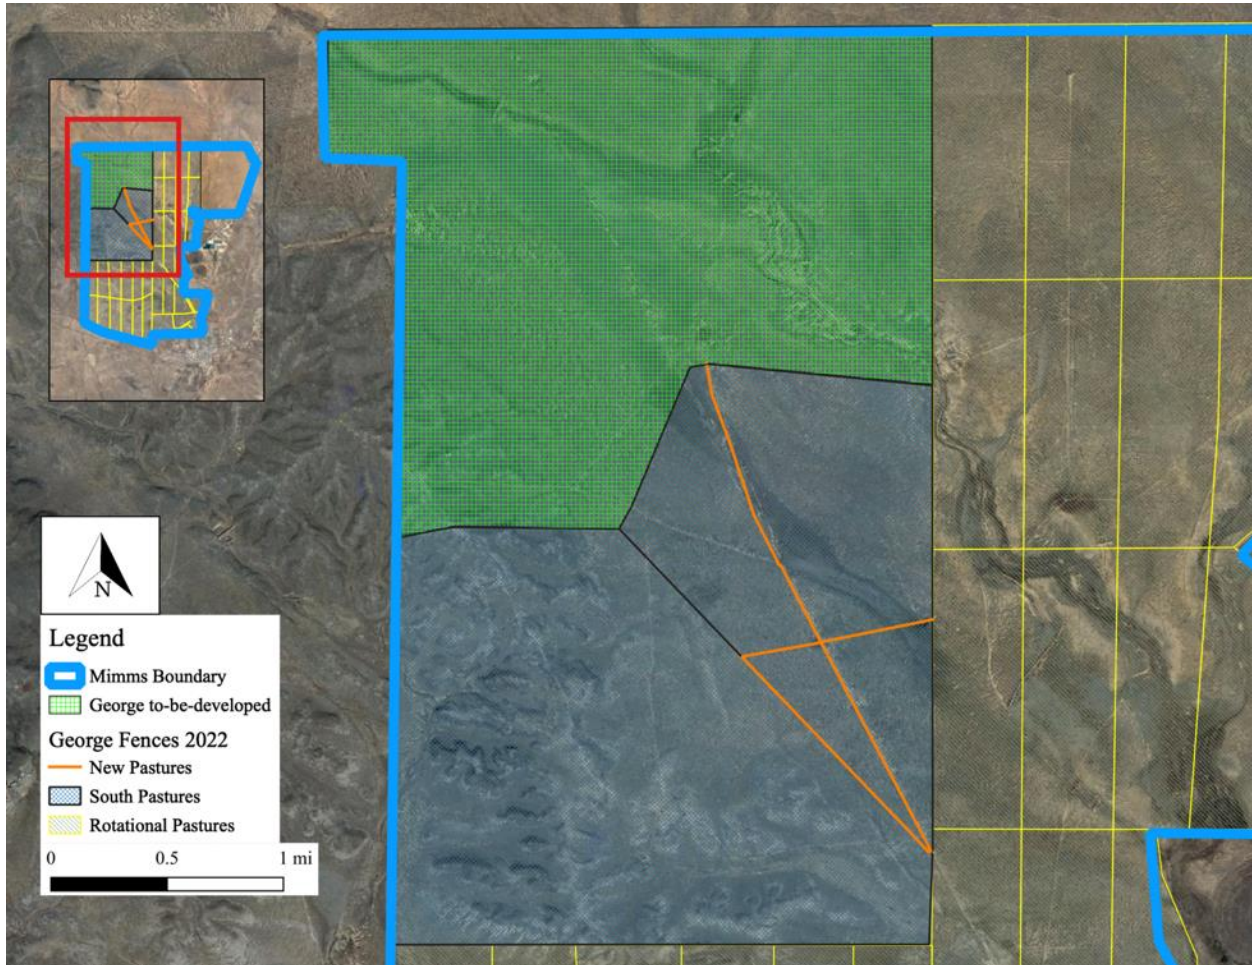 N
Legend
Mimms Boundary
George to-be-developed
George Fences 2022
New Pastures
South Pastures
Rotational Pastures
0 0.5 1 mi